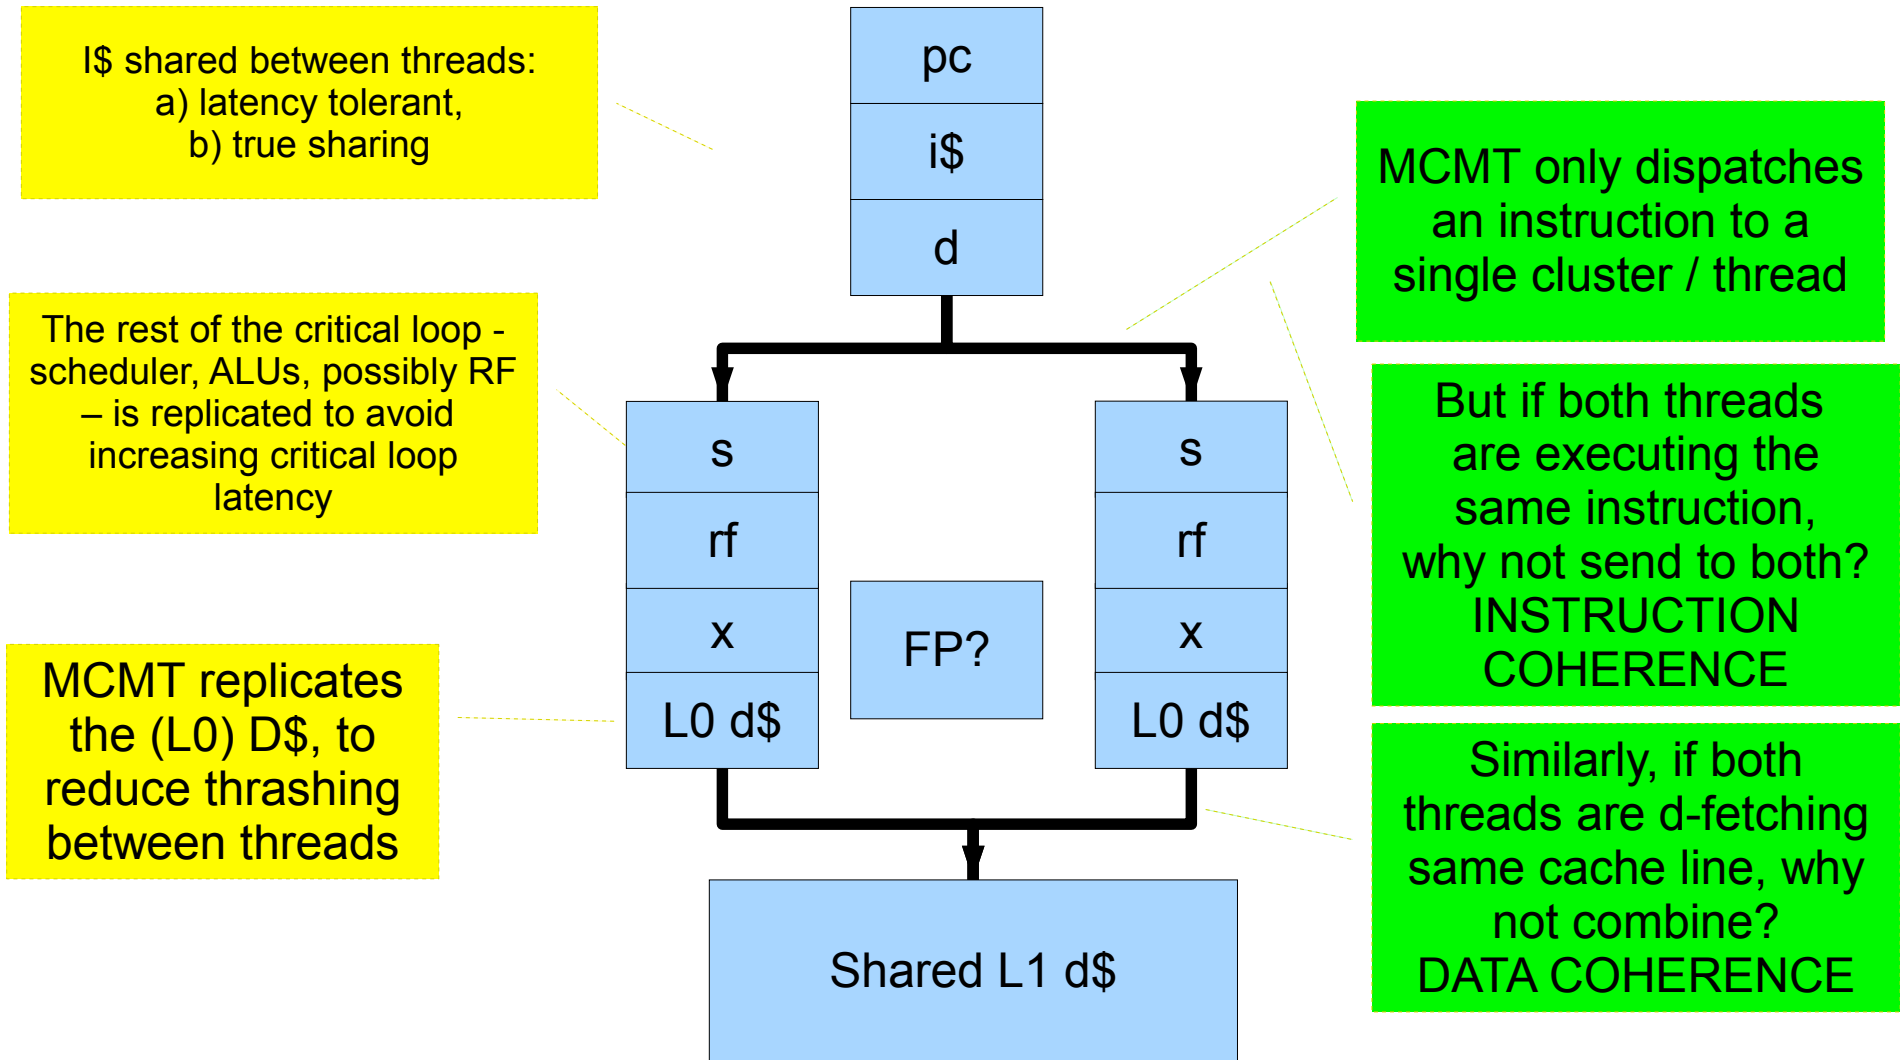 I$ shared between threads:
a) latency tolerant,
b) true sharing
The rest of the critical loop -
scheduler, ALUs, possibly RF
– is replicated to avoid
increasing critical loop
latency
MCMT replicates
the (L0) D$, to
reduce thrashing
between threads
pc
i$
d
s
rf
x
L0 d$
FP?
s
rf
x
L0 d$
Shared L1 d$
MCMT only dispatches
an instruction to a
single cluster / thread
But if both threads
are executing the
same instruction,
why not send to both?
INSTRUCTION
COHERENCE
Similarly, if both
threads are d-fetching
same cache line, why
not combine?
DATA COHERENCE